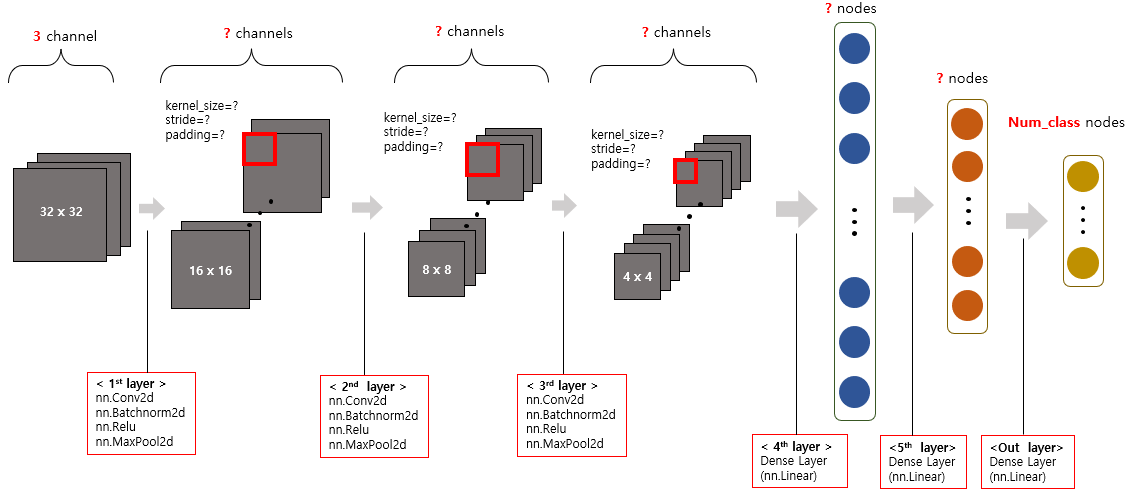 3 channel
? channels
? channels
? channels
? nodes
? nodes
Num_class nodes
kernel_size=?
stride=?
padding=?
kernel_size=?
stride=?
padding=?
kernel_size=?
stride=?
padding=?
32 x 32
16 x 16
8 x 8
4 x 4
< 1st layer >
nn.Conv2d
nn.Batchnorm2d
nn.Relu
nn.MaxPool2d
< 2nd layer >
nn.Conv2d
nn.Batchnorm2d
nn.Relu
nn.MaxPool2d
< 3rd layer >
nn.Conv2d
nn.Batchnorm2d
nn.Relu
nn.MaxPool2d
< 4th layer >
Dense Layer
(nn.Linear)
<5th layer>
Dense Layer
(nn.Linear)
<Out layer>
Dense Layer
(nn.Linear)